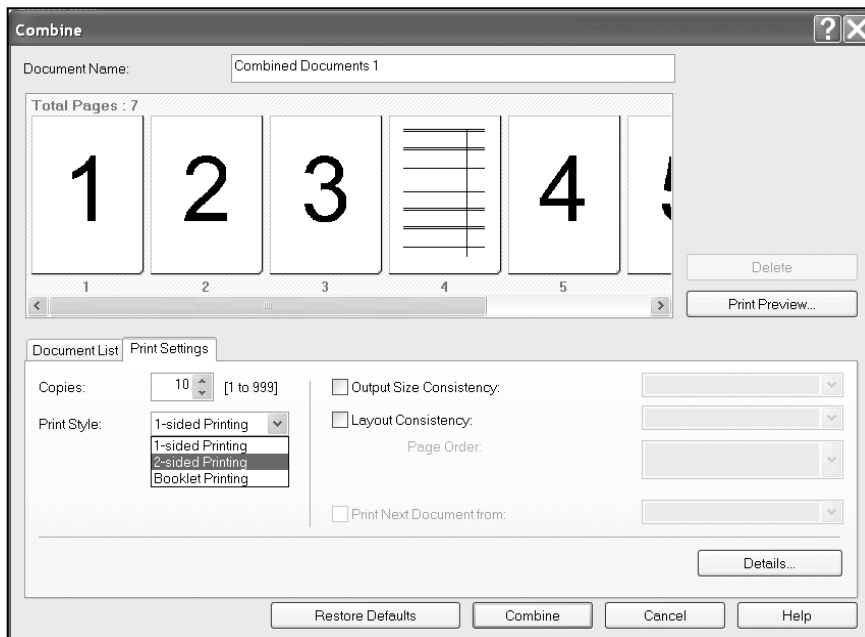 Combine
Document Name: Combined Documents 1
Total Pages : 7
1 2 3 4
1 2 3 4 5
Delete
Print Preview...
Document List Print Settings
Copies: 10 [1 to 999] Output Size Consistency:
Print Style: 1-sided Printing Layout Consistency:
1-sided Printing Page Order:
2-sided Printing
Booklet Printing
Print Next Document from:
Details...
Restore Defaults Combine Cancel Help